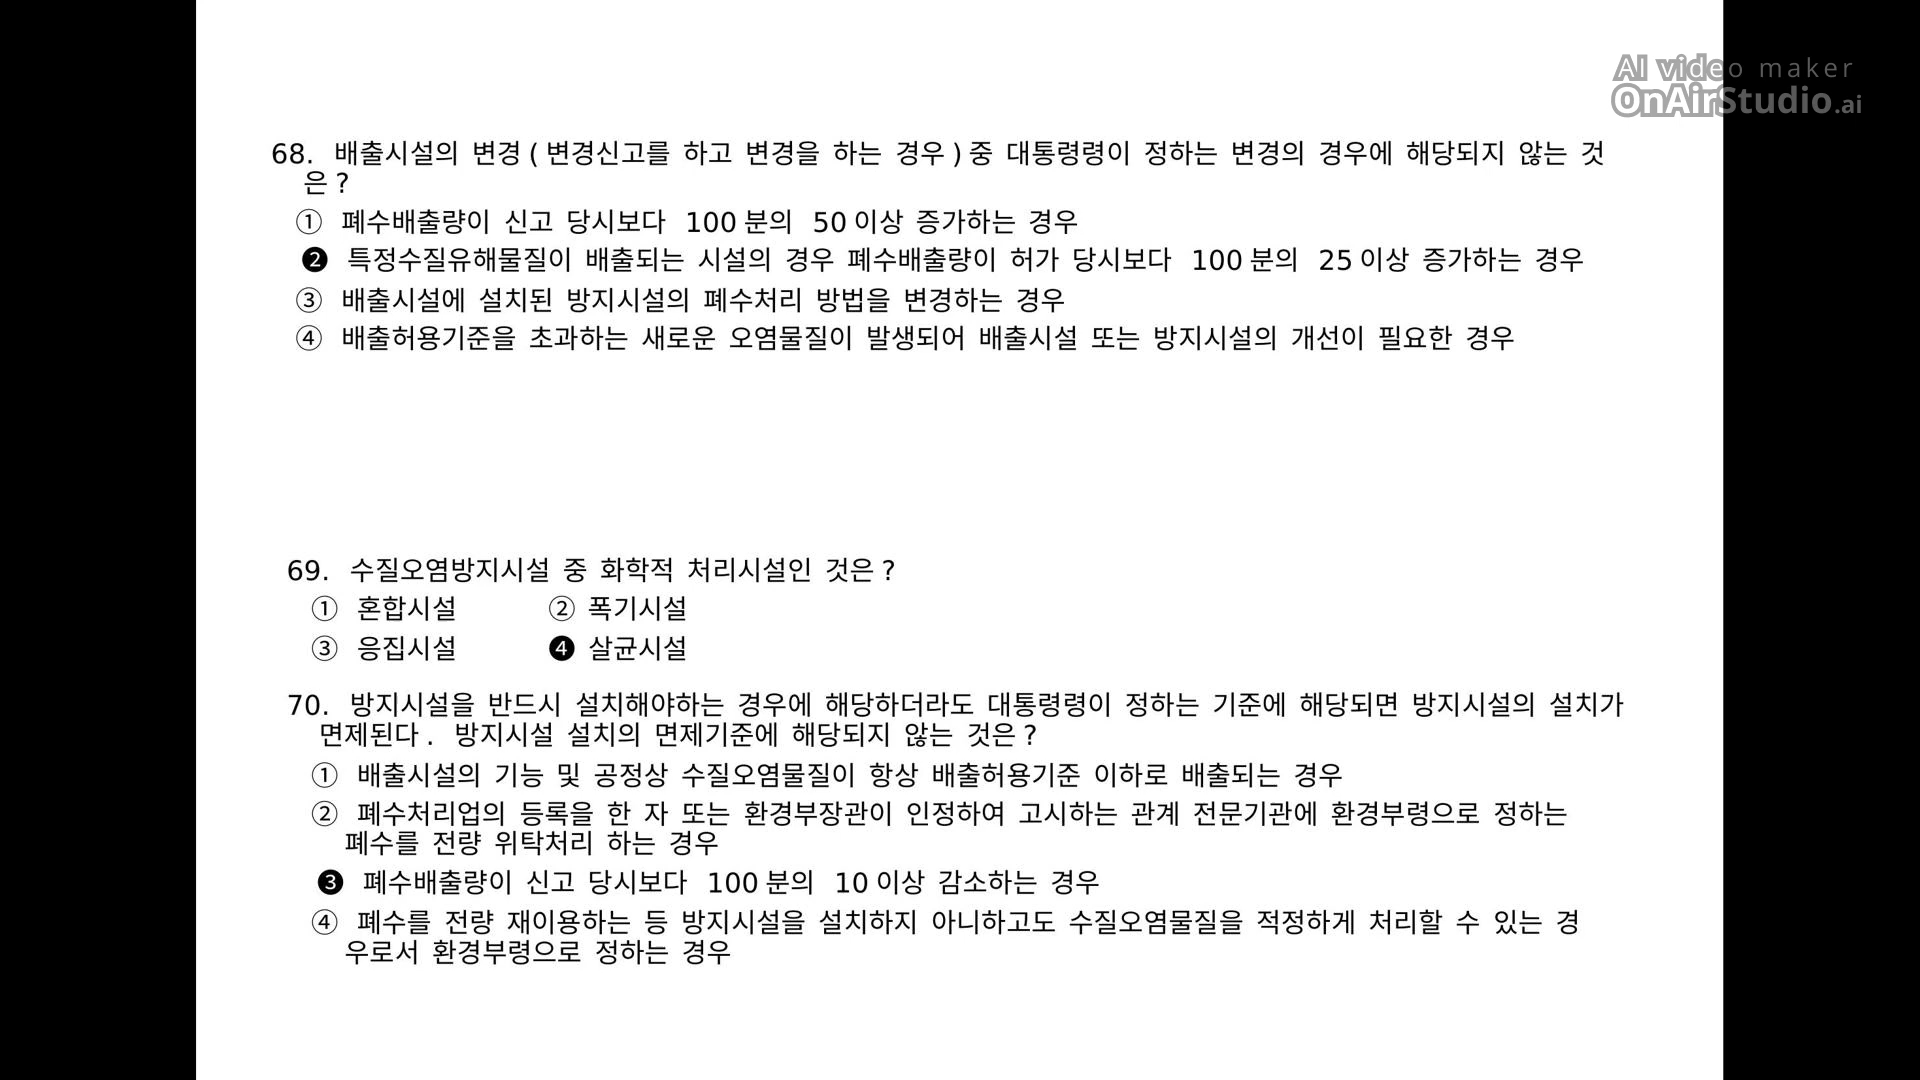 AI video maker
OnAirStudio.ai
68. 배출시설의 변경 ( 변경신고를 하고 변경을 하는 경우 ) 중 대통령령이 정하는 변경의 경우에 해당되지 않는 것
은 ?
① 폐수배출량이 신고 당시보다 100 분의 50 이상 증가하는 경우
❷ 특정수질유해물질이 배출되는 시설의 경우 폐수배출량이 허가 당시보다 100 분의 25 이상 증가하는 경우
③ 배출시설에 설치된 방지시설의 폐수처리 방법을 변경하는 경우
④ 배출허용기준을 초과하는 새로운 오염물질이 발생되어 배출시설 또는 방지시설의 개선이 필요한 경우
69. 수질오염방지시설 중 화학적 처리시설인 것은 ?
① 혼합시설 ② 폭기시설
③ 응집시설 ❹ 살균시설
70. 방지시설을 반드시 설치해야하는 경우에 해당하더라도 대통령령이 정하는 기준에 해당되면 방지시설의 설치가
면제된다 . 방지시설 설치의 면제기준에 해당되지 않는 것은 ?
① 배출시설의 기능 및 공정상 수질오염물질이 항상 배출허용기준 이하로 배출되는 경우
② 폐수처리업의 등록을 한 자 또는 환경부장관이 인정하여 고시하는 관계 전문기관에 환경부령으로 정하는
폐수를 전량 위탁처리 하는 경우
❸ 폐수배출량이 신고 당시보다 100 분의 10 이상 감소하는 경우
④ 폐수를 전량 재이용하는 등 방지시설을 설치하지 아니하고도 수질오염물질을 적정하게 처리할 수 있는 경
우로서 환경부령으로 정하는 경우